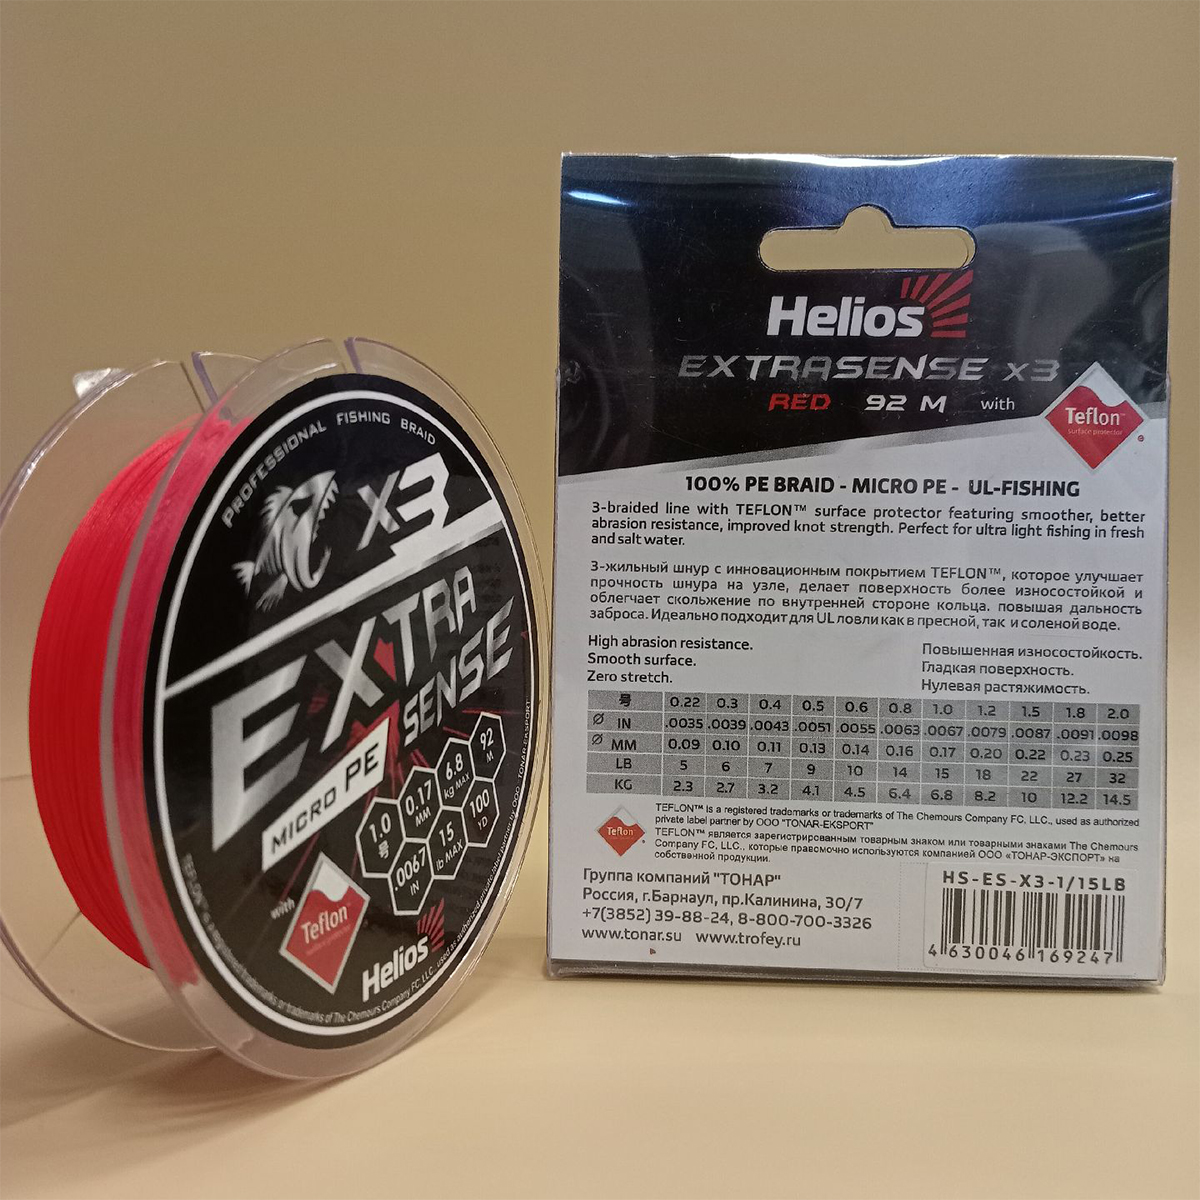 PROFESSIONAL FISHING BRAID
X3
EXTRA
SENSE
MICRO PE
1.0
号
0.17
MM
6.8
kg MAX
92
M
.0067
IN
15
lb MAX
100
YD
with
Teflon
Helios
Helios
EXTRASENSE X3
RED 92 M with
Teflon™
surface protector
100% PE BRAID - MICRO PE - UL-FISHING
3-braided line with TEFLON™ surface protector featuring smoother, better
abrasion resistance, improved knot strength. Perfect for ultra light fishing in fresh
and salt water.
3-жильный шнур с инновационным покрытием TEFLON™, которое улучшает
прочность шнура на узле, делает поверхность более износостойкой и
облегчает скольжение по внутренней стороне кольца. повышая дальность
заброса. Идеально подходит для UL ловли как в пресной, так и соленой воде.
High abrasion resistance.
Smooth surface.
Zero stretch.
Повышенная износостойкость.
Гладкая поверхность.
Нулевая растяжимость.
号 0.22 0.3 0.4 0.5 0.6 0.8 1.0 1.2 1.5 1.8 2.0
Ø IN .0035 .0039 .0043 .0051 .0055 .0063 .0067 .0079 .0087 .0091 .0098
Ø MM 0.09 0.10 0.11 0.13 0.14 0.16 0.17 0.20 0.22 0.23 0.25
LB 5 6 7 9 10 14 15 18 22 27 32
KG 2.3 2.7 3.2 4.1 4.5 6.4 6.8 8.2 10 12.2 14.5
Teflon
TEFLON™ is a registered trademarks or trademarks of The Chemours Company FC, LLC., used as authorized
private label partner by OOO "TONAR-EKSPORT"
TEFLON™ является зарегистрированным товарным знаком или товарными знаками The Chemours
Company FC, LLC., которые правомочно используются компанией ООО «ТОНАР-ЭКСПОРТ» на
собственной продукции.
Группа компаний "ТОНАР"
Россия, г.Барнаул, пр.Калинина, 30/7
+7(3852) 39-88-24, 8-800-700-3326
www.tonar.su www.trofey.ru
HS-ES-X3-1/15LB
4 630046 169247